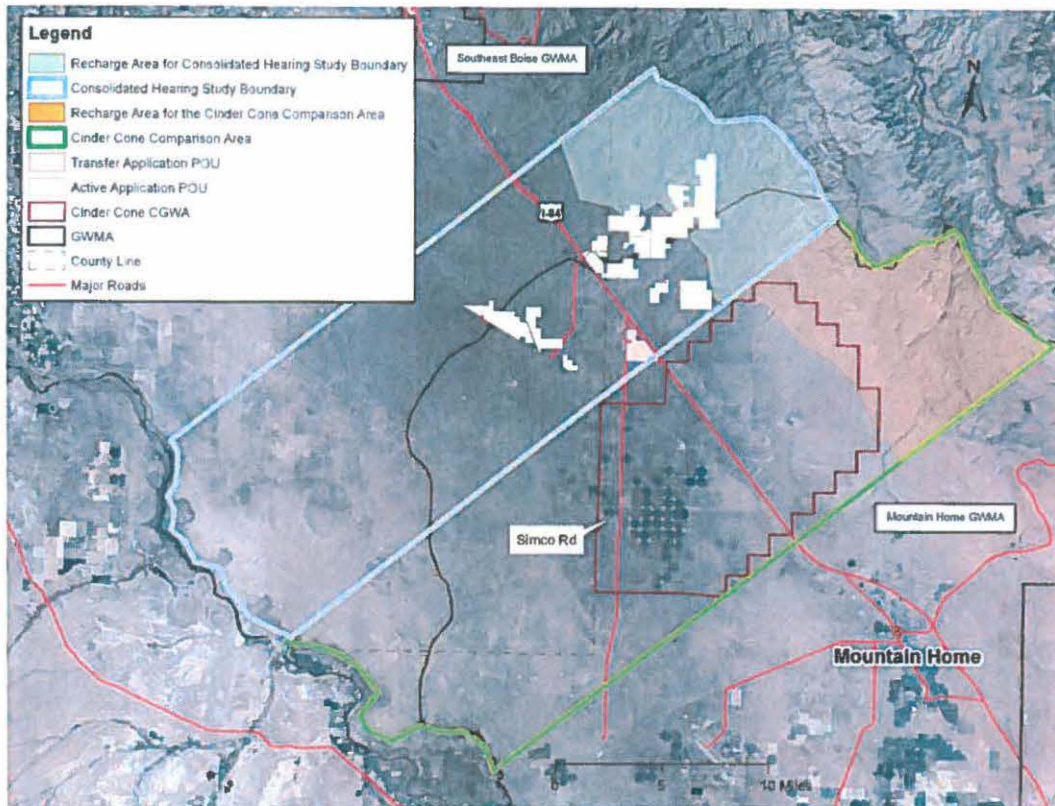 Legend
Recharge Area for Consolidated Hearing Study Boundary
Consolidated Hearing Study Boundary
Recharge Area for the Cinder Cone Comparison Area
Cinder Cone Comparison Area
Transfer Application POU
Active Application POU
Cinder Cone CGWA
GWMA
County Line
Major Roads
Southeast Boise GWMA
N
I-84
Simco Rd
Mountain Home GWMA
Mountain Home
0 10 Miles